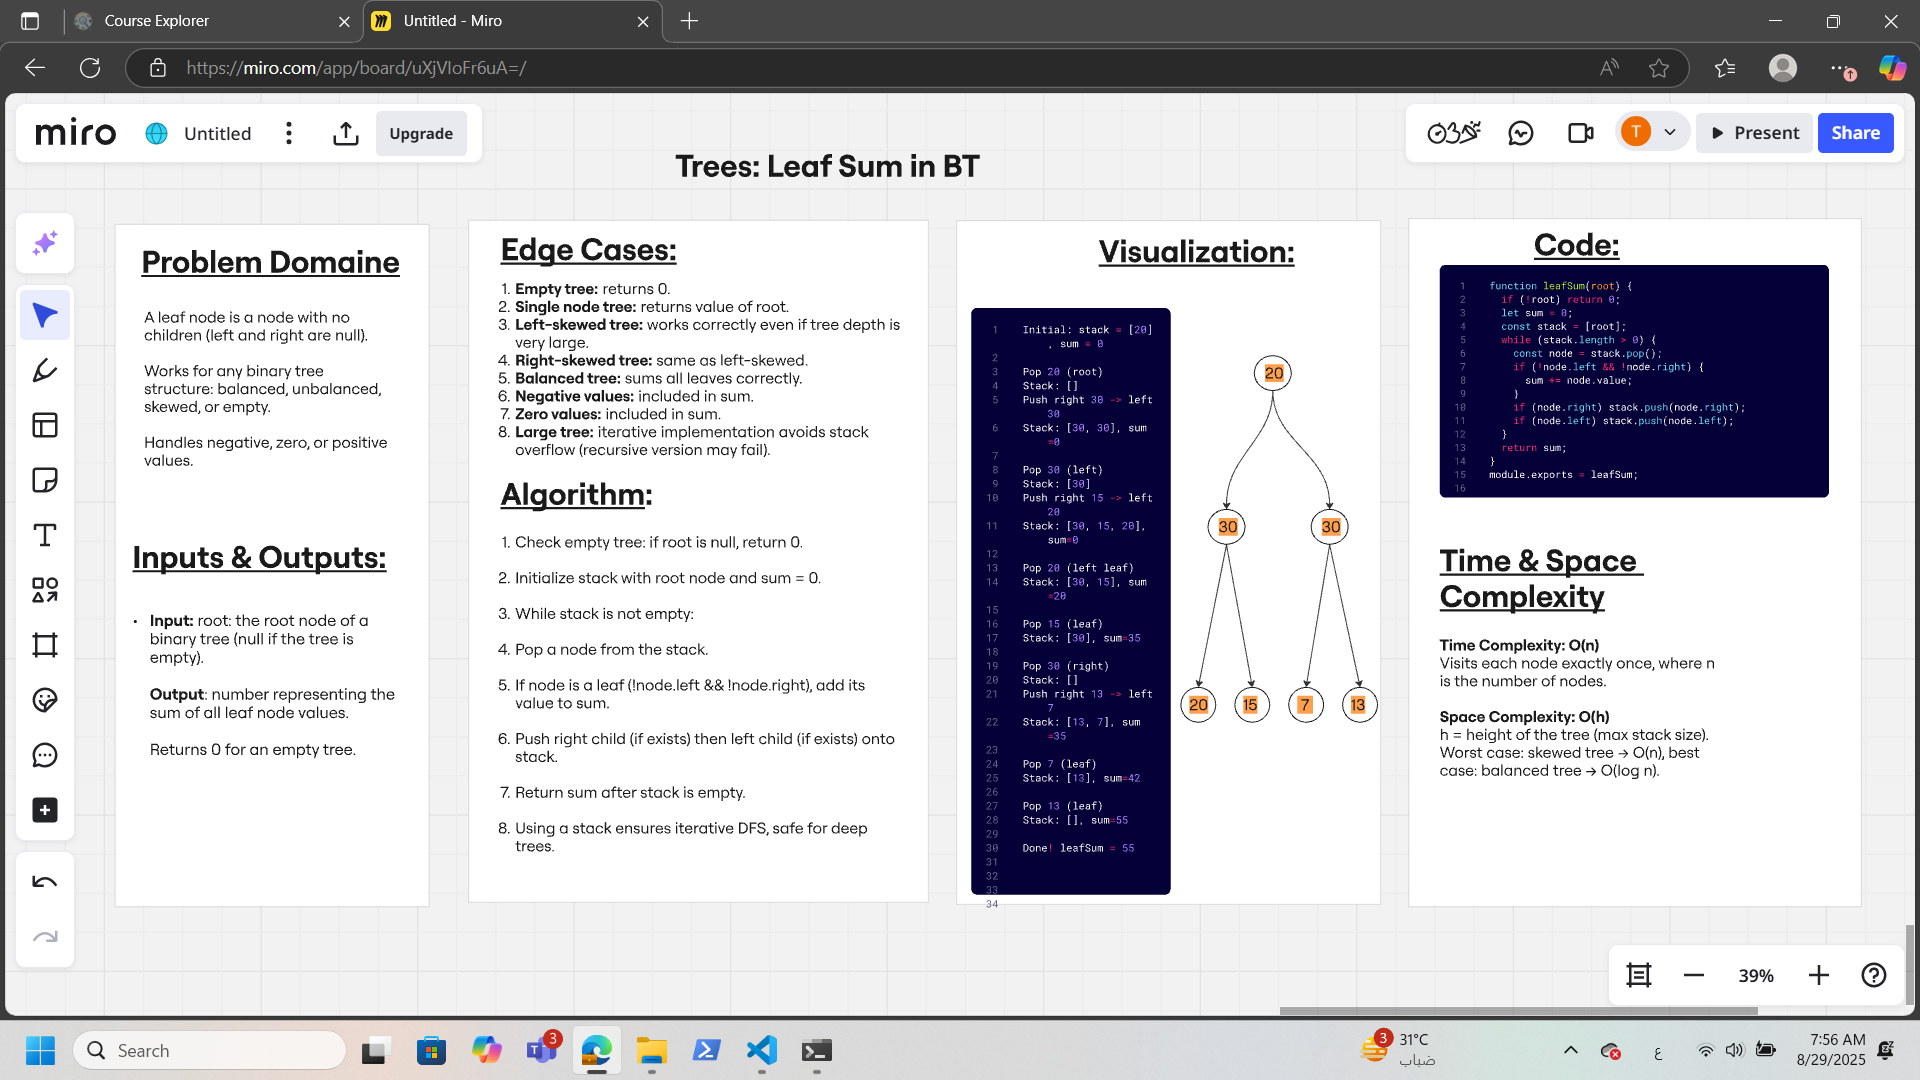 Course Explorer
Untitled - Miro
https://miro.com/app/board/uXjVIoFr6uA=/
miro
Untitled
Upgrade
T
Present
Share
Trees: Leaf Sum in BT
Problem Domaine
A leaf node is a node with no
children (left and right are null).
Works for any binary tree
structure: balanced, unbalanced,
skewed, or empty.
Handles negative, zero, or positive
values.
Inputs & Outputs:
• Input: root: the root node of a
binary tree (null if the tree is
empty).
Output: number representing the
sum of all leaf node values.
Returns 0 for an empty tree.
Edge Cases:
1. Empty tree: returns 0.
2. Single node tree: returns value of root.
3. Left-skewed tree: works correctly even if tree depth is
very large.
4. Right-skewed tree: same as left-skewed.
5. Balanced tree: sums all leaves correctly.
6. Negative values: included in sum.
7. Zero values: included in sum.
8. Large tree: iterative implementation avoids stack
overflow (recursive version may fail).
Algorithm:
1. Check empty tree: if root is null, return 0.
2. Initialize stack with root node and sum = 0.
3. While stack is not empty:
4. Pop a node from the stack.
5. If node is a leaf (!node.left && !node.right), add its
value to sum.
6. Push right child (if exists) then left child (if exists) onto
stack.
7. Return sum after stack is empty.
8. Using a stack ensures iterative DFS, safe for deep
trees.
Visualization:
1 Initial: stack = [20]
, sum = 0
2
3 Pop 20 (root)
4 Stack: []
5 Push right 30 -> left
30
6 Stack: [30, 30], sum
=0
7
8 Pop 30 (left)
9 Stack: [30]
10 Push right 15 -> left
20
11 Stack: [30, 15, 20],
sum=0
12
13 Pop 20 (left leaf)
14 Stack: [30, 15], sum
=20
15
16 Pop 15 (leaf)
17 Stack: [30], sum=35
18
19 Pop 30 (right)
20 Stack: []
21 Push right 13 -> left
7
22 Stack: [13, 7], sum
=35
23
24 Pop 7 (leaf)
25 Stack: [13], sum=42
26
27 Pop 13 (leaf)
28 Stack: [], sum=55
29
30 Done! leafSum = 55
31
32
33
34
20
30 30
20 15 7 13
Code:
1 function leafSum(root) {
2 if (!root) return 0;
3 let sum = 0;
4 const stack = [root];
5 while (stack.length > 0) {
6 const node = stack.pop();
7 if (!node.left && !node.right) {
8 sum += node.value;
9 }
10 if (node.right) stack.push(node.right);
11 if (node.left) stack.push(node.left);
12 }
13 return sum;
14 }
15 module.exports = leafSum;
16
Time & Space
Complexity
Time Complexity: O(n)
Visits each node exactly once, where n
is the number of nodes.
Space Complexity: O(h)
h = height of the tree (max stack size).
Worst case: skewed tree → O(n), best
case: balanced tree → O(log n).
39%
Search
3
3
31°C
ضباب
ع
7:56 AM
8/29/2025